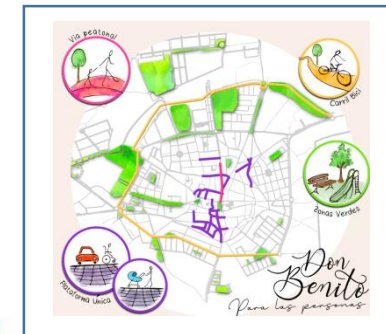 Vía peatonal
Carril Bici
Zonas Verdes
Plataforma Única
Don
Benito
Para las personas